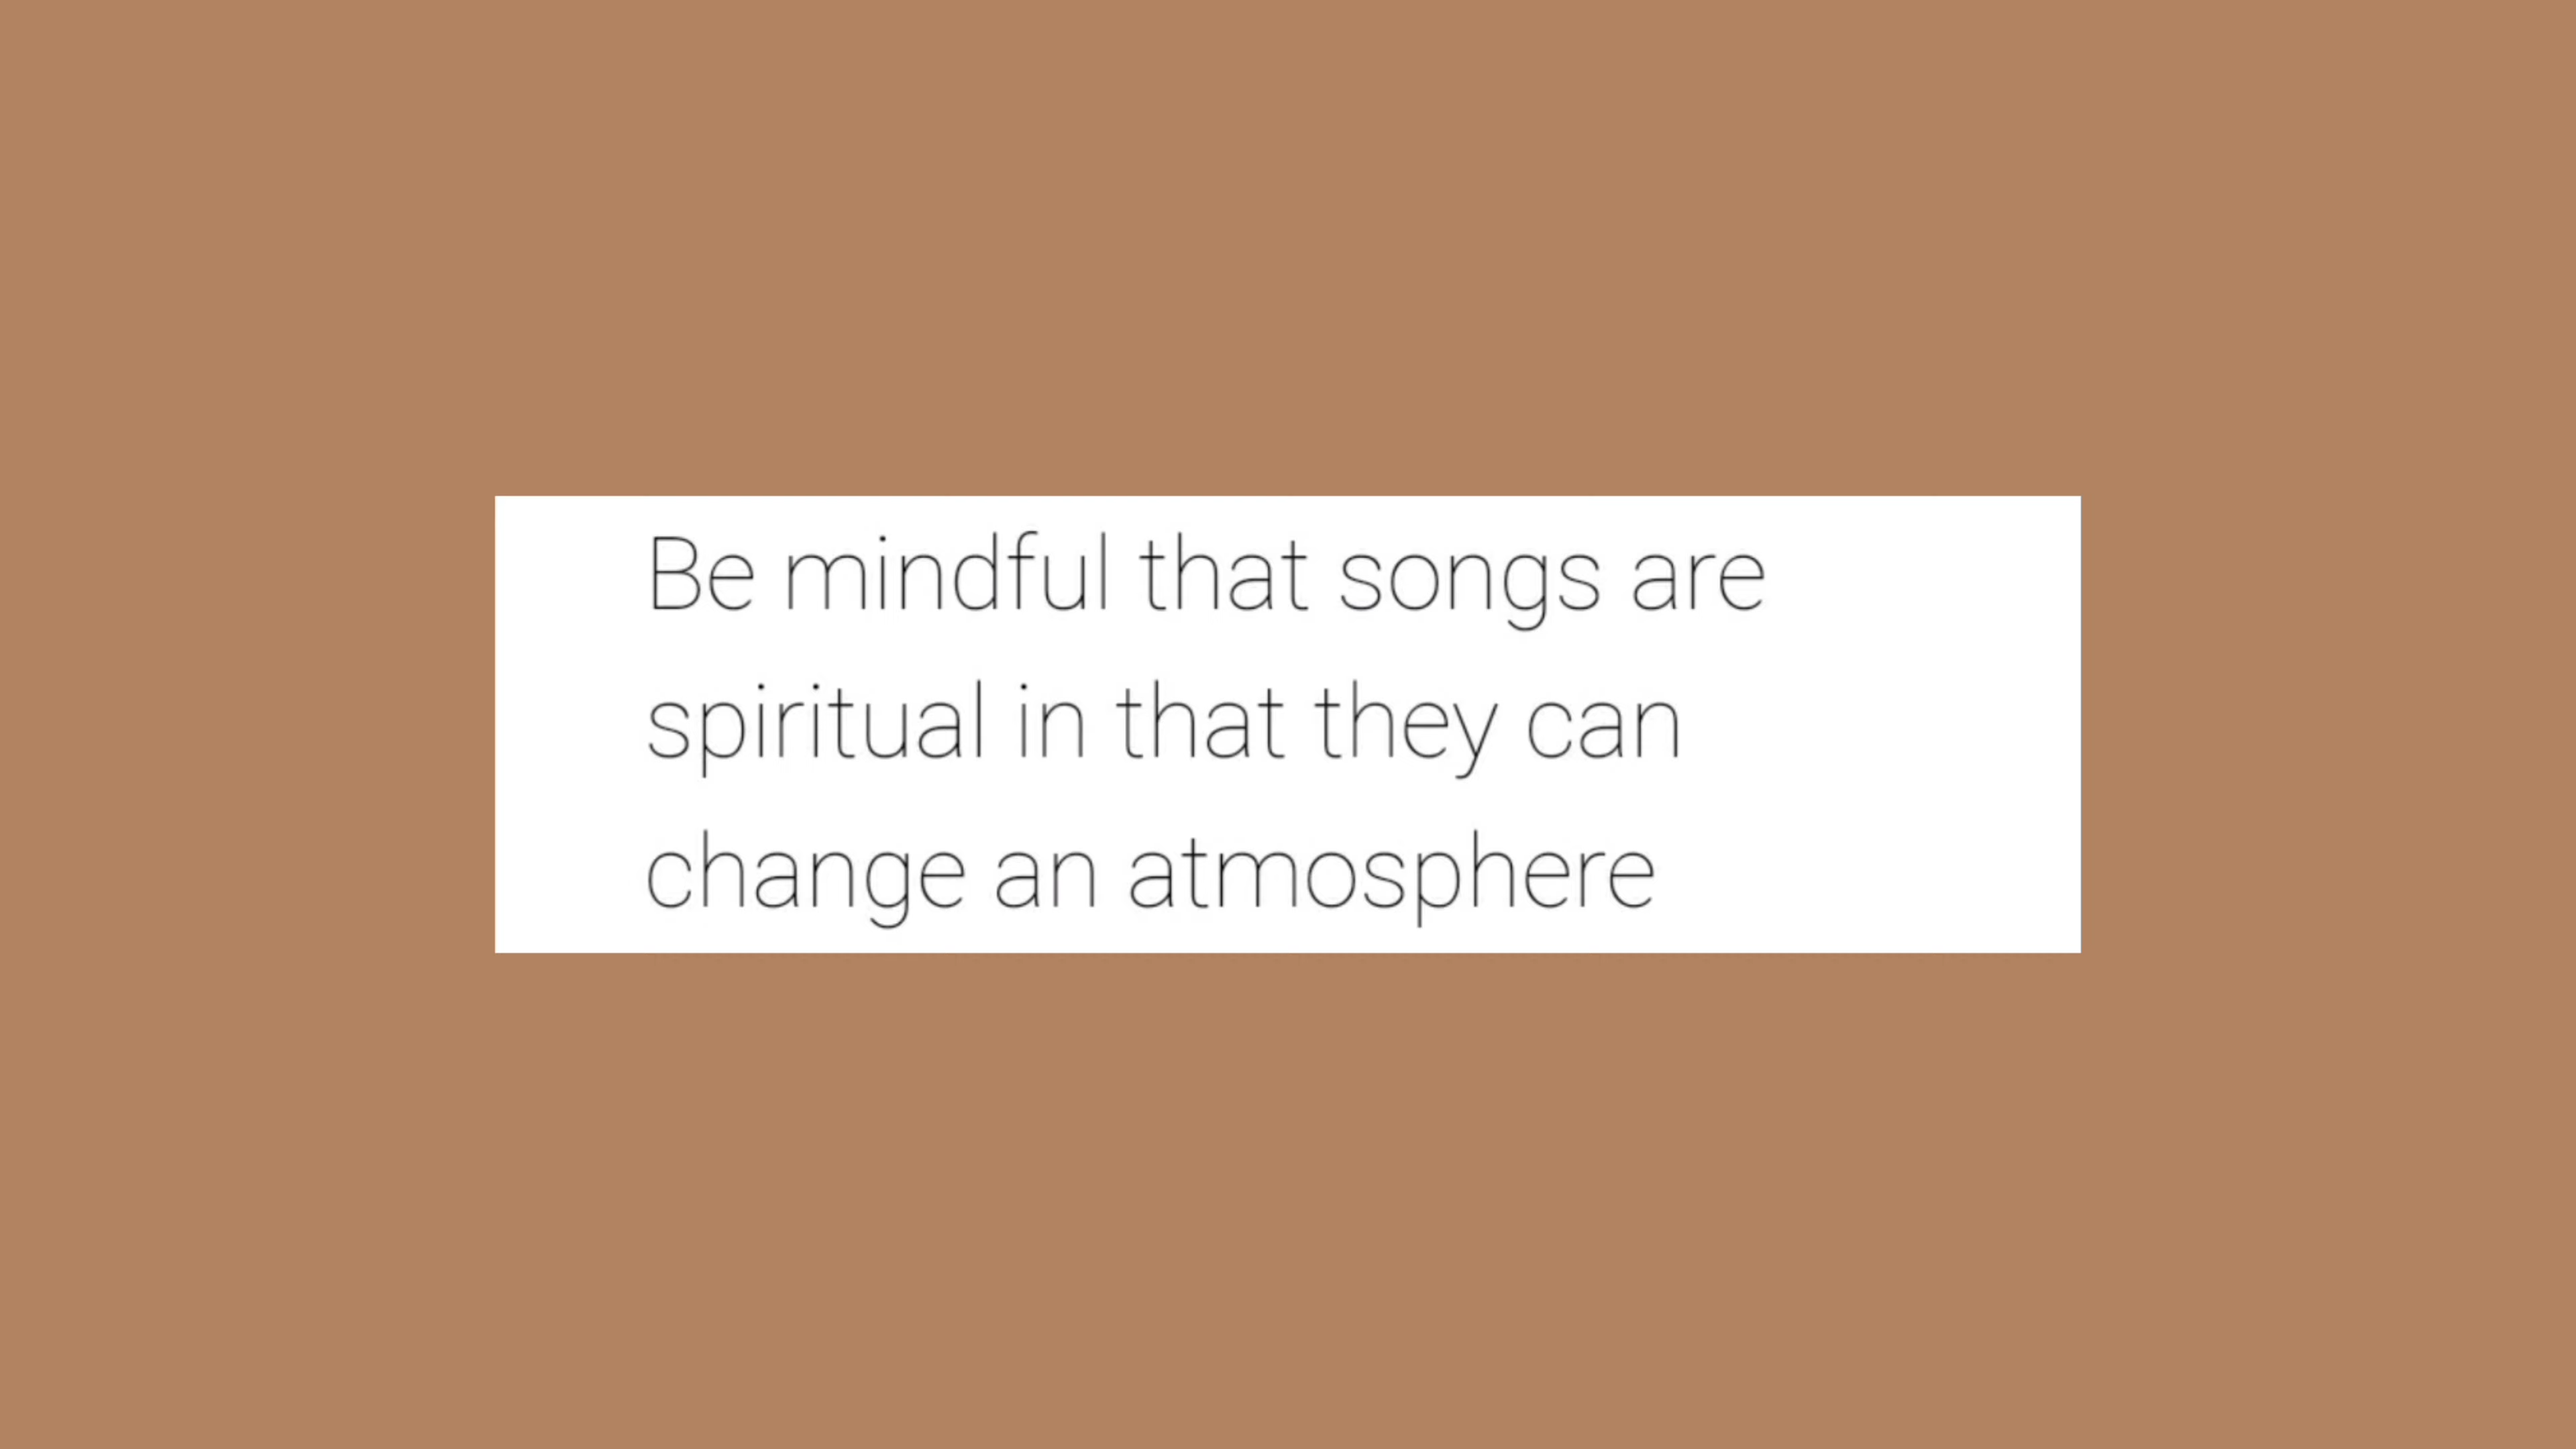 Be mindful that songs are
spiritual in that they can
change an atmosphere